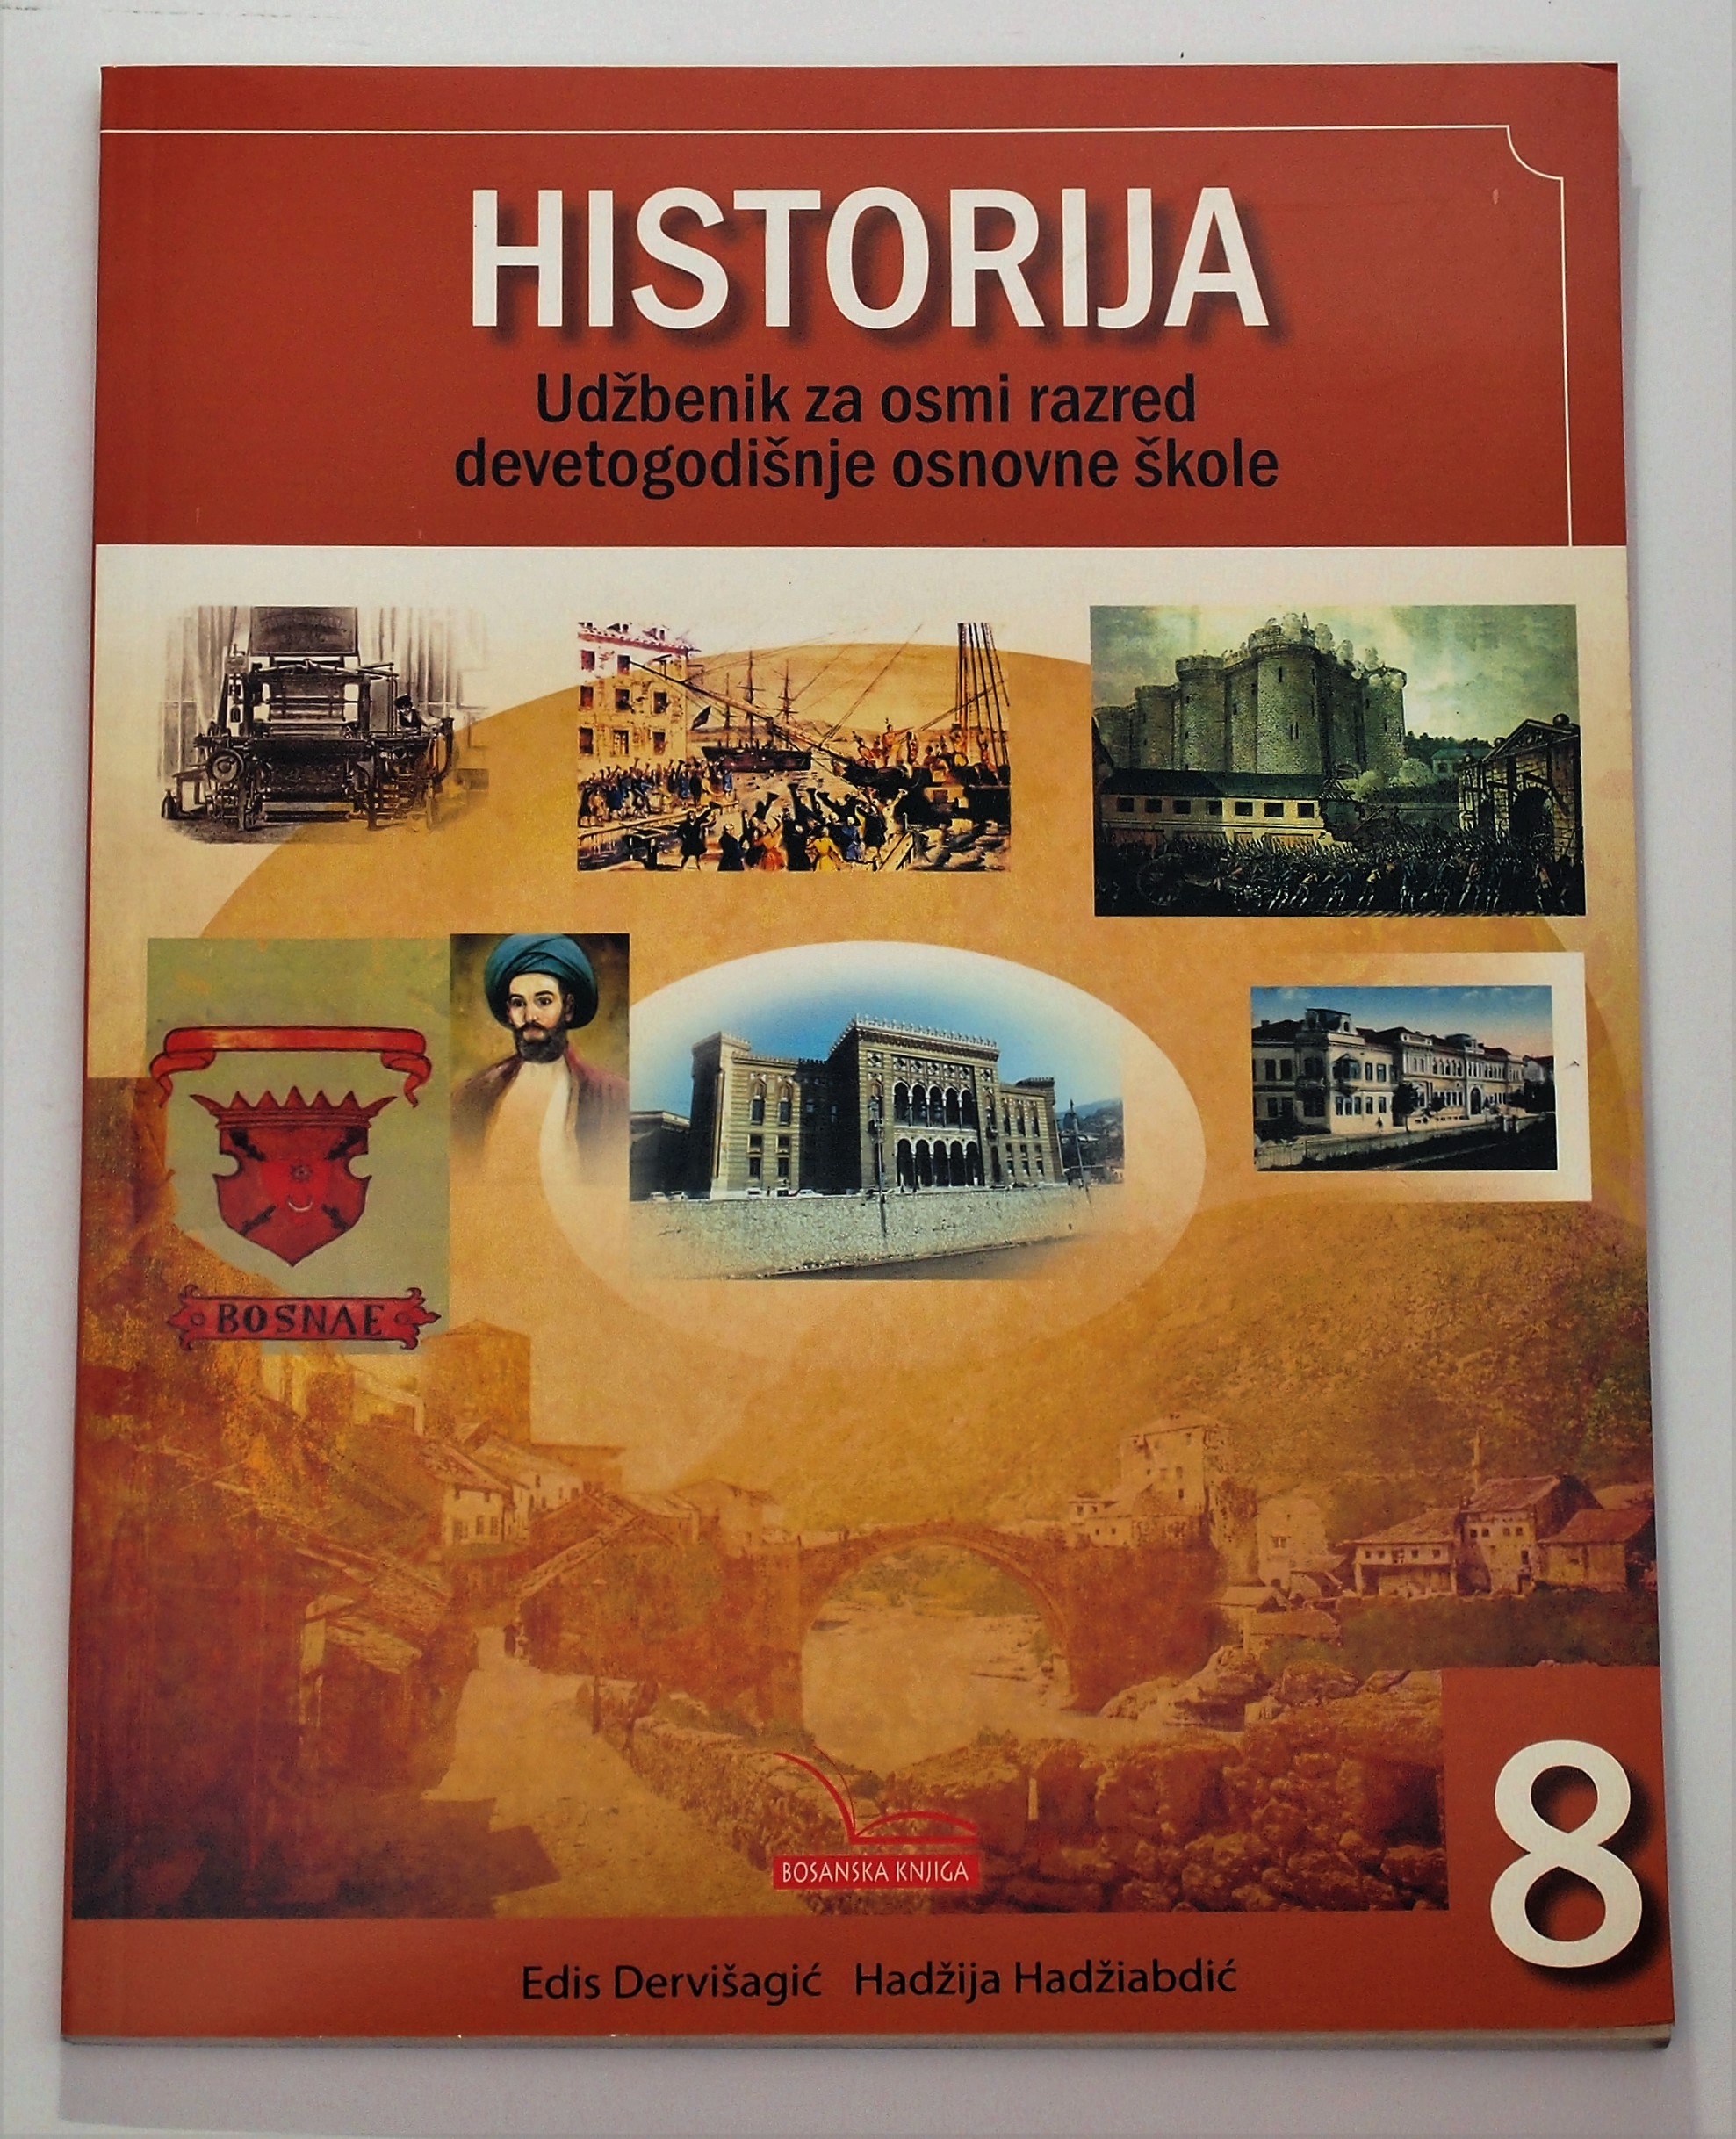 HISTORIJA
Udžbenik za osmi razred
devetogodišnje osnovne škole
BOSNAE
BOSANSKA KNJIGA
8
Edis Dervišagić Hadžija Hadžiabdić